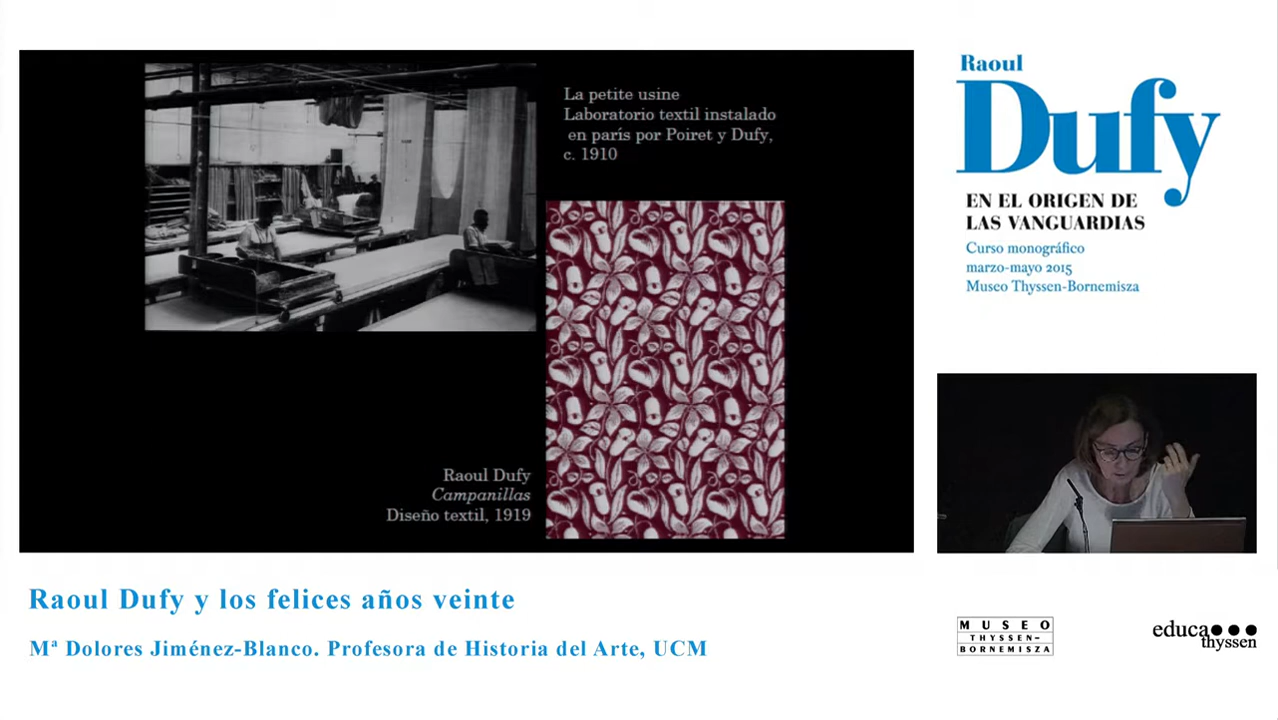 La petite usine
Laboratorio textil instalado
en parís por Poiret y Dufy,
c. 1910
Raoul Dufy
Campanillas
Diseño textil, 1919
Raoul
Dufy
EN EL ORIGEN DE
LAS VANGUARDIAS
Curso monográfico
marzo-mayo 2015
Museo Thyssen-Bornemisza
Raoul Dufy y los felices años veinte
Mª Dolores Jiménez-Blanco. Profesora de Historia del Arte, UCM
MUSEO
THYSSEN-
BORNEMISZA
educa
thyssen